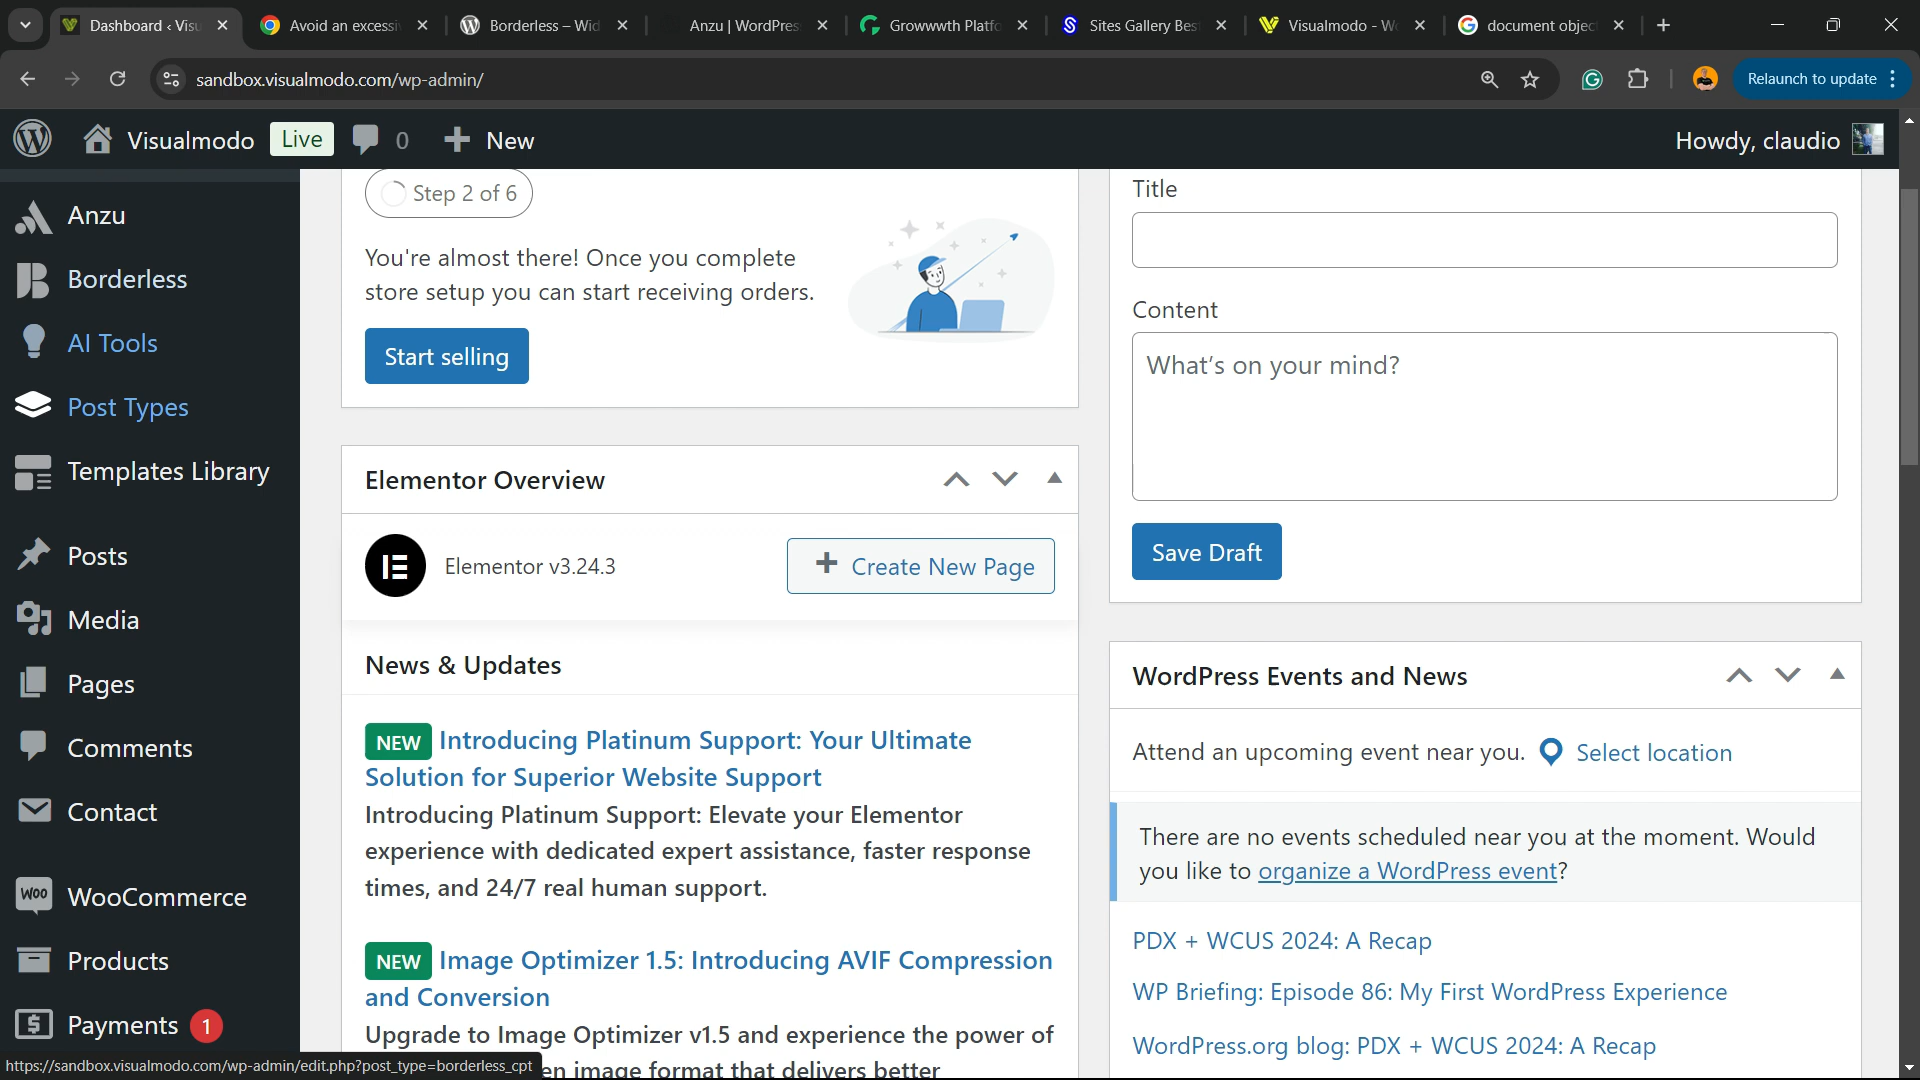 Dashboard ‹ Visu
Avoid an excessiv
Borderless – Wid
Anzu | WordPress
Growwwth Platfo
Sites Gallery Bes
Visualmodo - W
document objec
sandbox.visualmodo.com/wp-admin/
Relaunch to update
Visualmodo
Live
0
New
Howdy, claudio
Anzu
Borderless
AI Tools
Post Types
Templates Library
Posts
Media
Pages
Comments
Contact
WOO WooCommerce
Products
Payments 1
https://sandbox.visualmodo.com/wp-admin/edit.php?post_type=borderless_cpt
Step 2 of 6
You're almost there! Once you complete
store setup you can start receiving orders.
Start selling
Elementor Overview
Elementor v3.24.3
Create New Page
News & Updates
NEW Introducing Platinum Support: Your Ultimate
Solution for Superior Website Support
Introducing Platinum Support: Elevate your Elementor
experience with dedicated expert assistance, faster response
times, and 24/7 real human support.
NEW Image Optimizer 1.5: Introducing AVIF Compression
and Conversion
Upgrade to Image Optimizer v1.5 and experience the power of
en image format that delivers better
Title
Content
What's on your mind?
Save Draft
WordPress Events and News
Attend an upcoming event near you. Select location
There are no events scheduled near you at the moment. Would
you like to organize a WordPress event?
PDX + WCUS 2024: A Recap
WP Briefing: Episode 86: My First WordPress Experience
WordPress.org blog: PDX + WCUS 2024: A Recap